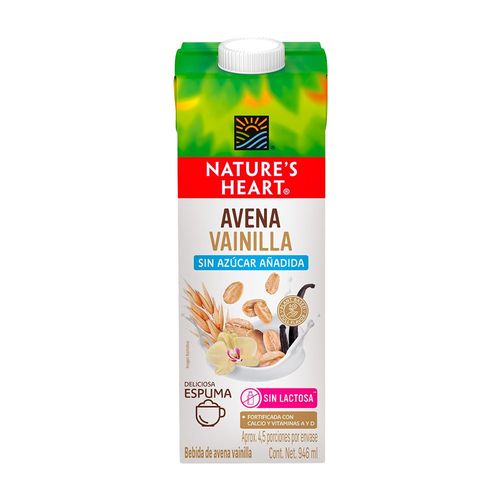 NATURE'S
HEART®
AVENA
VAINILLA
SIN AZÚCAR AÑADIDA
DELICIOSA
ESPUMA
SIN LACTOSA
• FORTIFICADA CON
CALCIO Y VITAMINAS A Y D
Aprox. 4,5 porciones por envase
Bebida de avena vainilla
Cont. Net. 946 ml